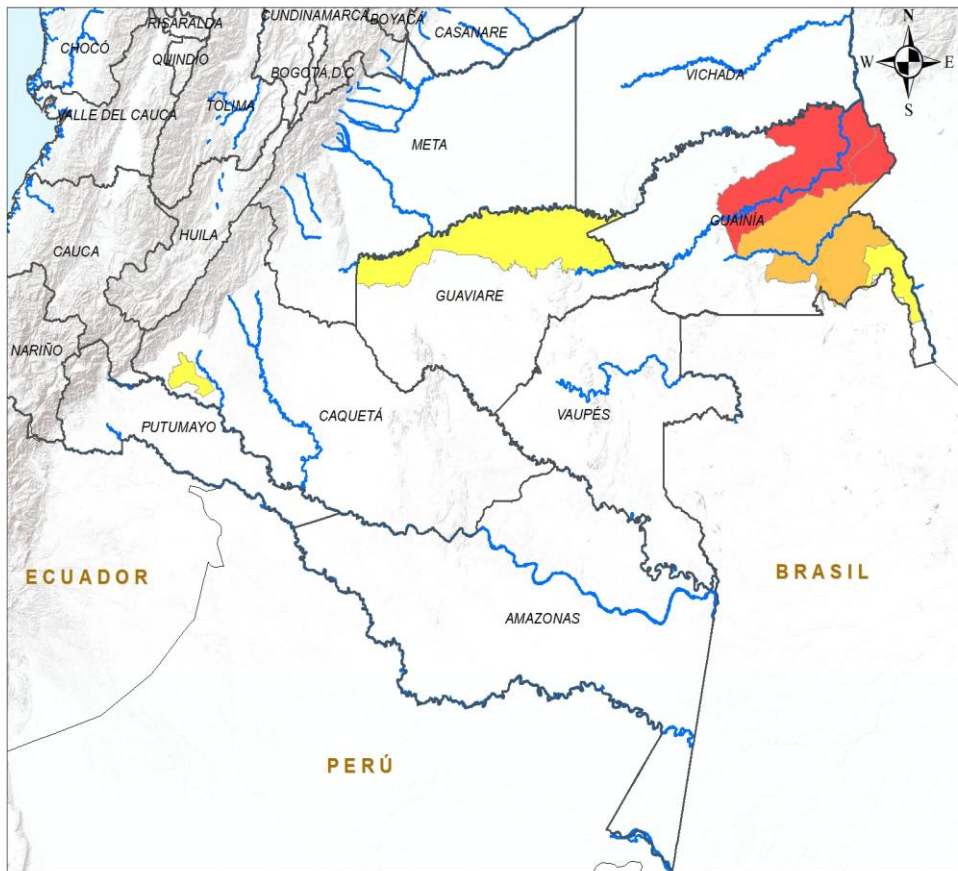 CUNDINAMARCA
BOYACÁ
RISARALDA
CASANARE
N
CHOCÓ
QUINDIO
W
E
BOGOTÁ,D.C
VICHADA
S
TOLIMA
VALLE DEL CAUCA
META
GUAINÍA
HUILA
CAUCA
GUAVIARE
NARIÑO
CAQUETÁ
VAUPÉS
PUTUMAYO
ECUADOR
BRASIL
AMAZONAS
PERÚ